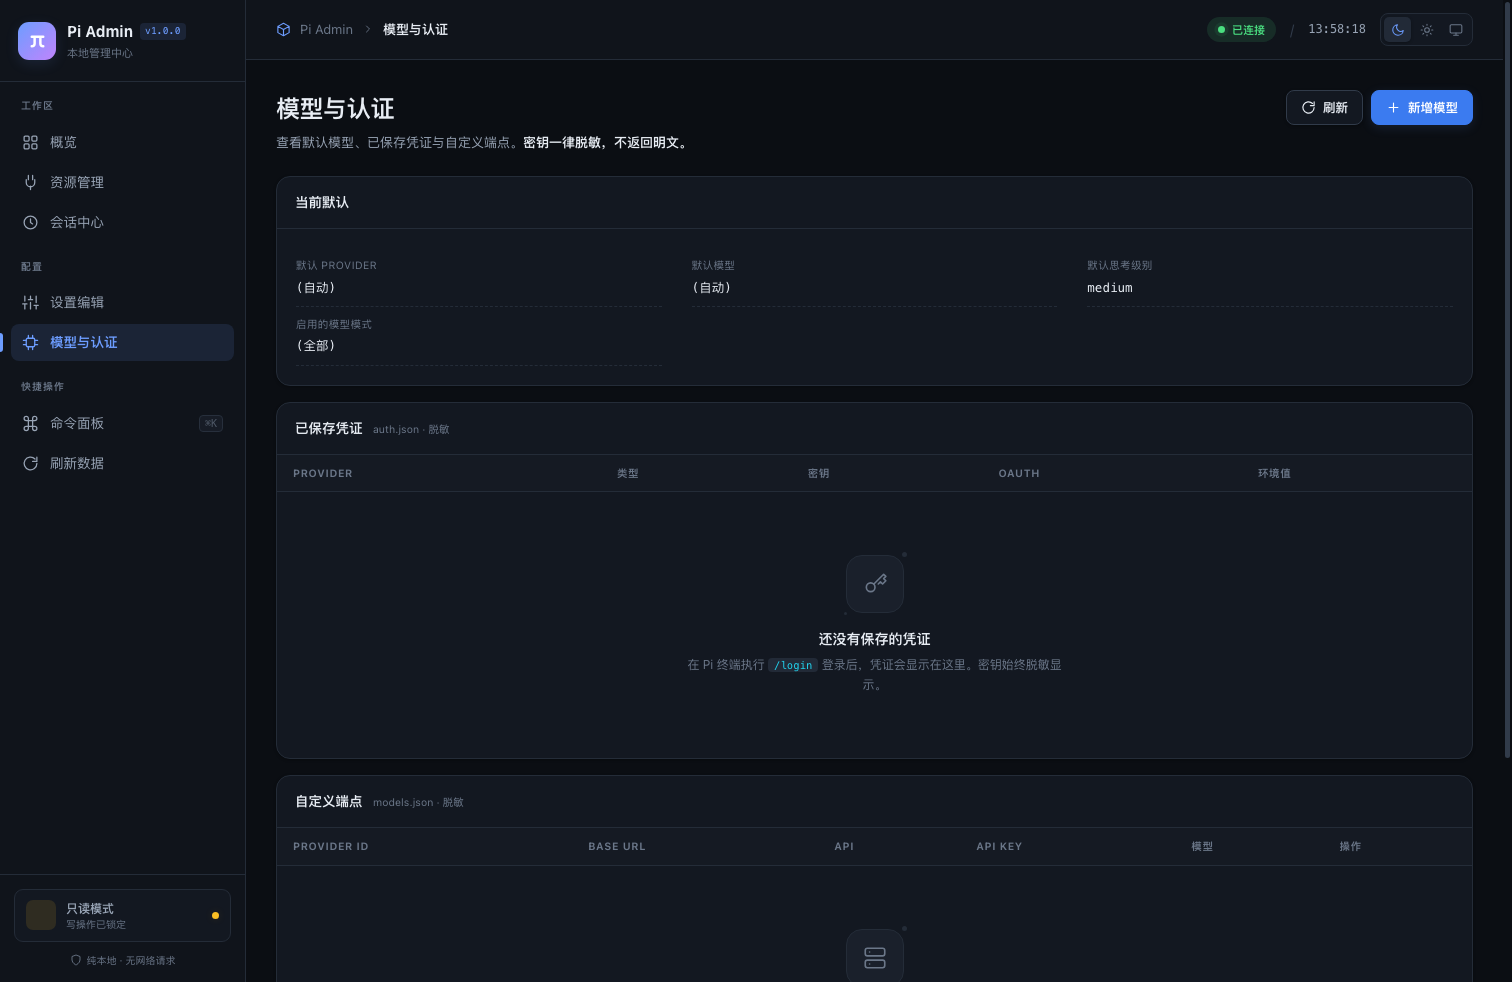 π
Pi Admin v1.0.0
本地管理中心
工作区
概览
资源管理
会话中心
配置
设置编辑
模型与认证
快捷操作
命令面板 ⌘K
刷新数据
只读模式
写操作已锁定
纯本地 · 无网络请求
Pi Admin > 模型与认证
已连接 / 13:58:18
模型与认证
刷新
+ 新增模型
查看默认模型、已保存凭证与自定义端点。密钥一律脱敏，不返回明文。
当前默认
默认 PROVIDER
(自动)
默认模型
(自动)
默认思考级别
medium
启用的模型模式
(全部)
已保存凭证 auth.json · 脱敏
PROVIDER 类型 密钥 OAUTH 环境值
还没有保存的凭证
在 Pi 终端执行 /login 登录后，凭证会显示在这里。密钥始终脱敏显
示。
自定义端点 models.json · 脱敏
PROVIDER ID BASE URL API API KEY 模型 操作